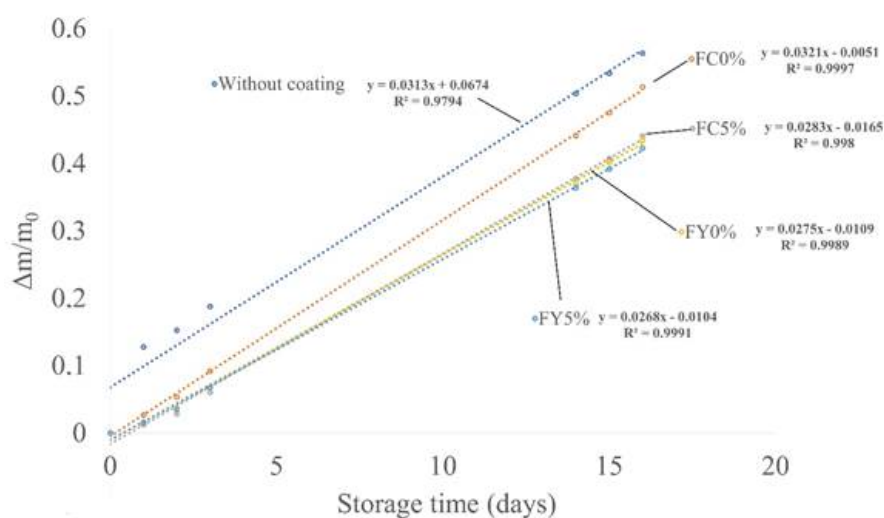 0.6
0.5
0.4
0.3
0.2
0.1
0
Δm/m0
0 5 10 15 20
Storage time (days)
Without coating
y = 0.0313x + 0.0674
R² = 0.9794
FC0%
y = 0.0321x - 0.0051
R² = 0.9997
FC5%
y = 0.0283x - 0.0165
R² = 0.998
FY0%
y = 0.0275x - 0.0109
R² = 0.9989
FY5%
y = 0.0268x - 0.0104
R² = 0.9991